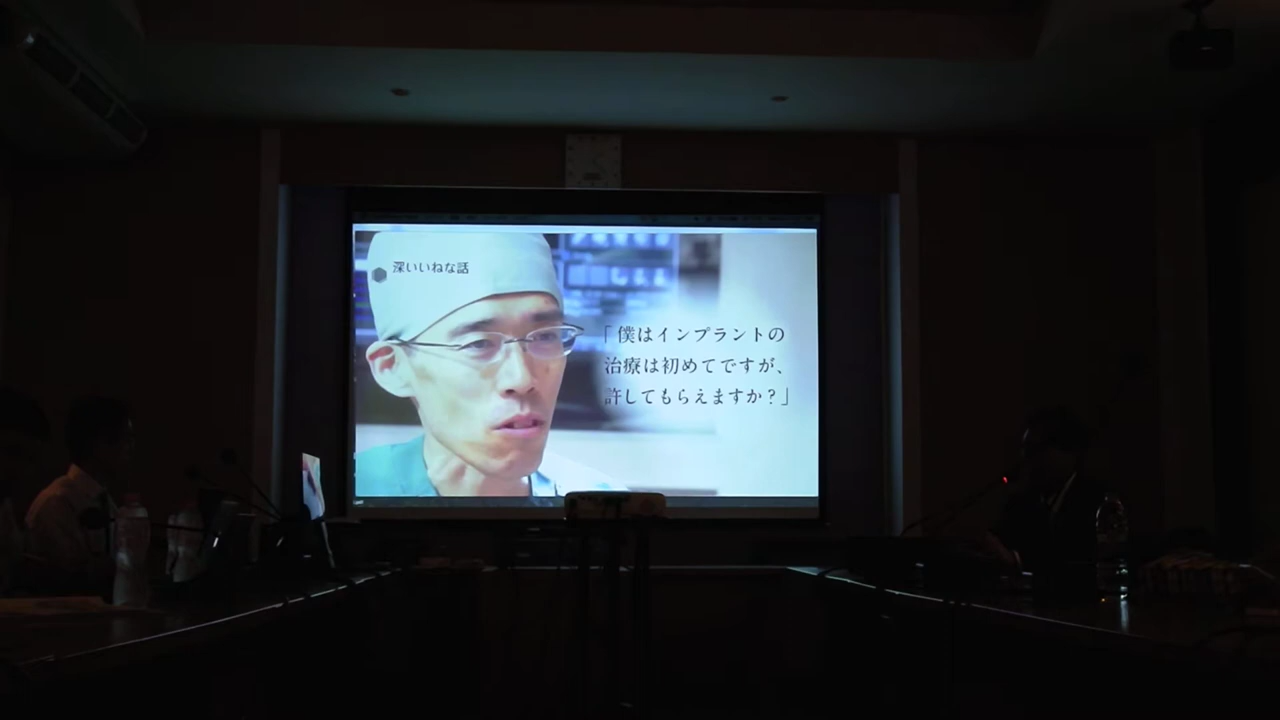 深いいねな話
「僕はインプラントの
治療は初めてですが、
許してもらえますか？」